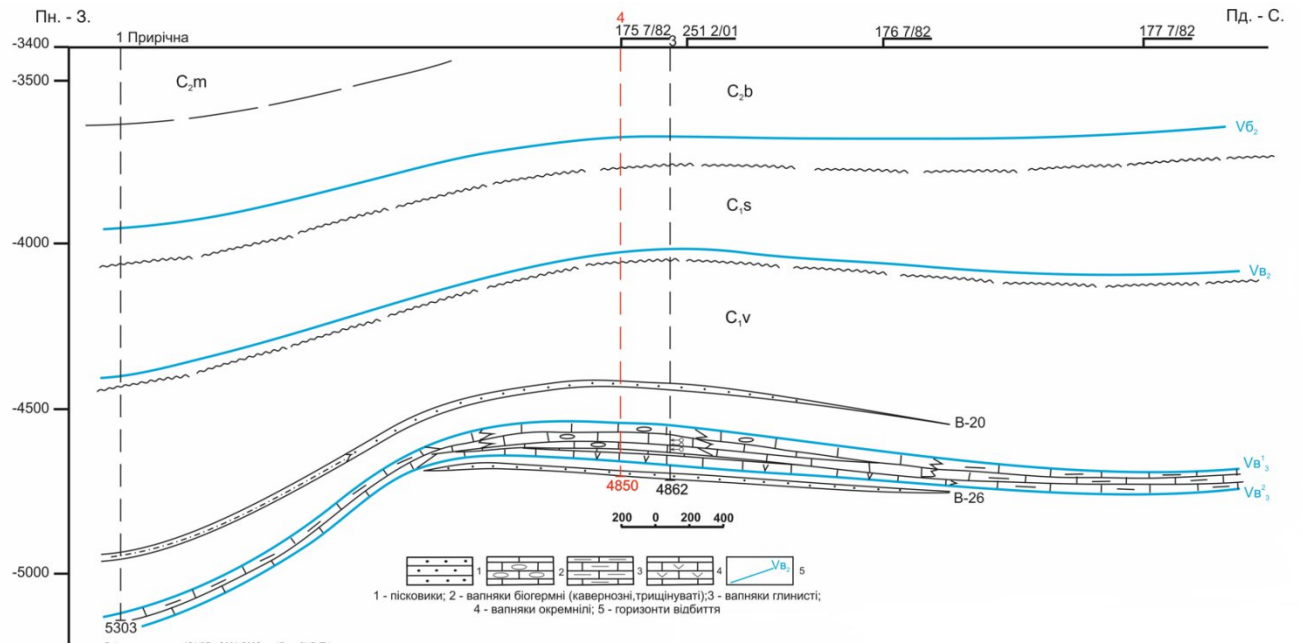 Пн. - З.
4
Пд. - С.
175 7/82
251 2/01
176 7/82
177 7/82
1 Прирічна
3
-3400
-3500
C₂m
C₂b
Vб₂
C₁s
-4000
Vв₂
C₁v
-4500
В-20
Vв¹₃
Vв²₃
4850
4862
В-26
200 0 200 400
-5000
1
2
3
4
Vв₂
5
1 - пісковики; 2 - вапняки біогермні (кавернозні,тріщінуваті);3 - вапняки глинисті;
4 - вапняки окремнілі; 5 - горизонти відбиття
5303